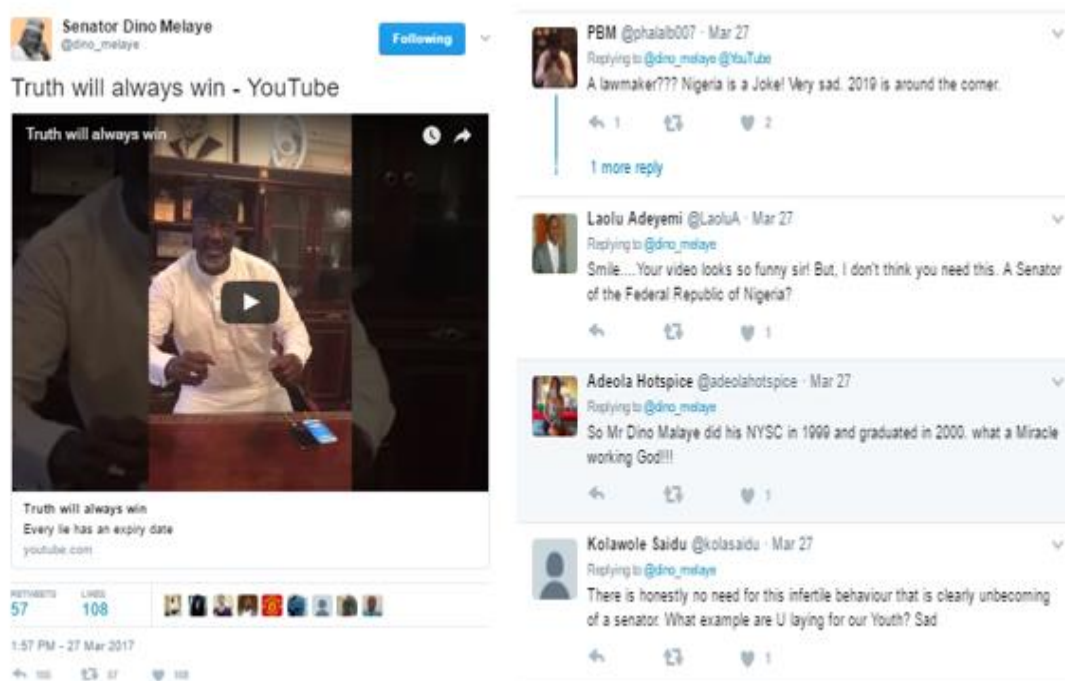 Senator Dino Melaye
@dino_melaye
Following
Truth will always win - YouTube
Truth will always win
Truth will always win
Every lie has an expiry date
youtube.com
RETWEETS
57
LIKES
108
1:57 PM - 27 Mar 2017
57
108
PBM @phalaib007 · Mar 27
Replying to @dino_melaye @YouTube
A lawmaker??? Nigeria is a Joke! Very sad. 2019 is around the corner.
1
2
1 more reply
Laolu Adeyemi @LaoluA · Mar 27
Replying to @dino_melaye
Smile....Your video looks so funny sir! But, I don't think you need this. A Senator
of the Federal Republic of Nigeria?
1
Adeola Hotspice @adeolahotspice · Mar 27
Replying to @dino_melaye
So Mr Dino Malaye did his NYSC in 1999 and graduated in 2000. what a Miracle
working God!!!
1
Kolawole Saidu @kolasaidu · Mar 27
Replying to @dino_melaye
There is honestly no need for this infertile behaviour that is clearly unbecoming
of a senator. What example are U laying for our Youth? Sad
1